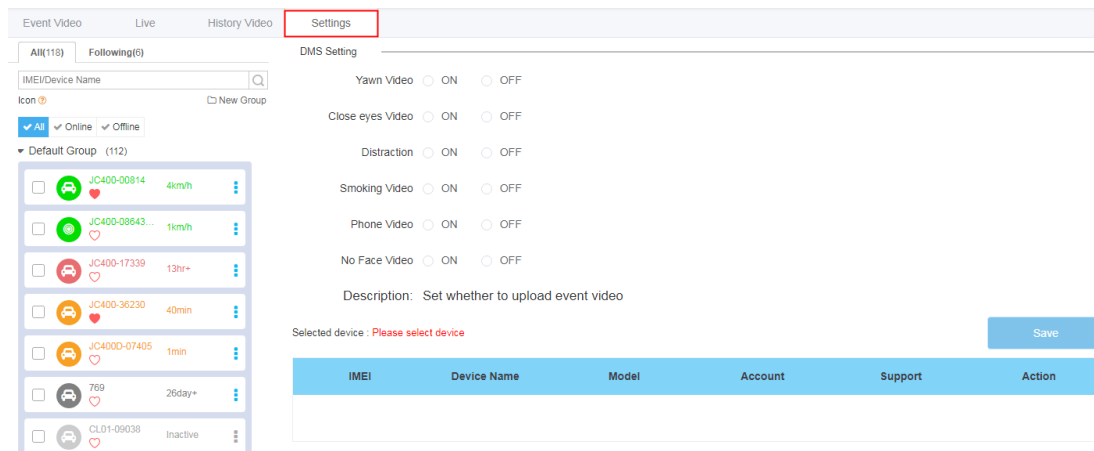 Event Video Live History Video Settings
All(118) Following(6)
IMEI/Device Name
Icon ? New Group
All Online Offline
Default Group (112)
JC400-00814 4km/h
JC400-08643... 1km/h
JC400-17339 13hr+
JC400-36230 40min
JC400D-07405 1min
769 26day+
CL01-09038 Inactive
DMS Setting
Yawn Video ON OFF
Close eyes Video ON OFF
Distraction ON OFF
Smoking Video ON OFF
Phone Video ON OFF
No Face Video ON OFF
Description: Set whether to upload event video
Selected device : Please select device Save
IMEI Device Name Model Account Support Action